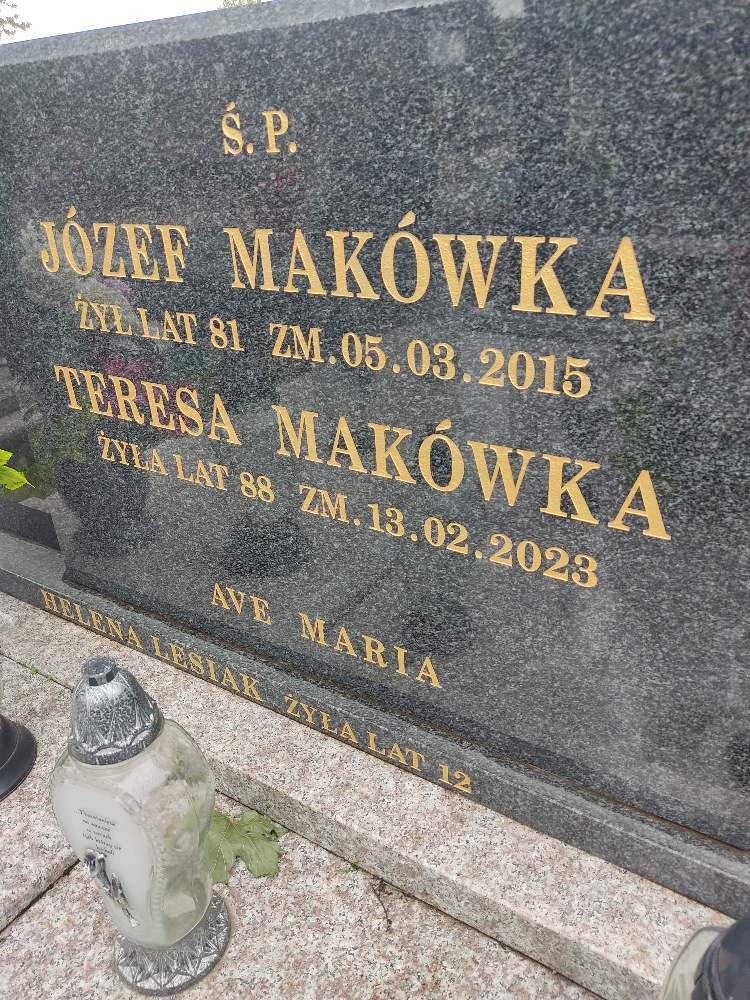 Ś.P.
JÓZEF MAKÓWKA
ŻYŁ LAT 81 ZM.05.03.2015
TERESA MAKÓWKA
ŻYŁA LAT 88 ZM.13.02.2023
AVE MARIA
HELENA LESIAK ŻYŁA LAT 12